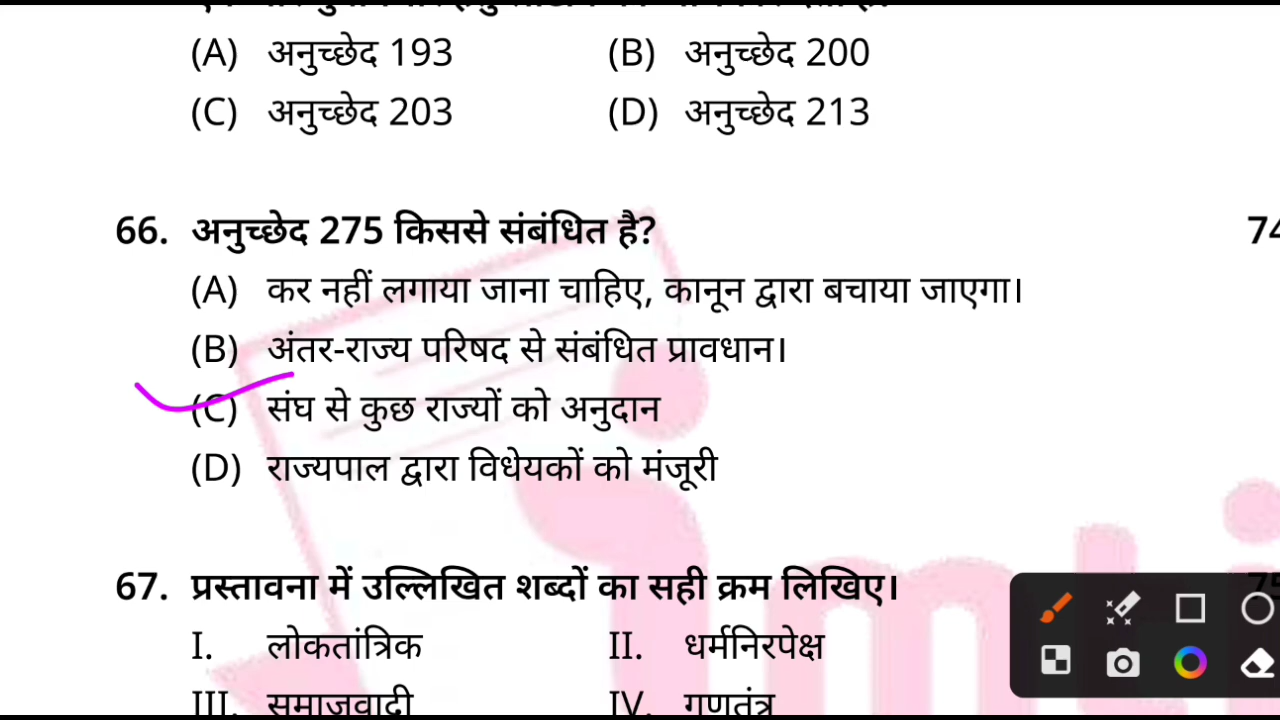 (A) अनुच्छेद 193 (B) अनुच्छेद 200
(C) अनुच्छेद 203 (D) अनुच्छेद 213
66. अनुच्छेद 275 किससे संबंधित है?
(A) कर नहीं लगाया जाना चाहिए, कानून द्वारा बचाया जाएगा।
(B) अंतर-राज्य परिषद से संबंधित प्रावधान।
(C) संघ से कुछ राज्यों को अनुदान
(D) राज्यपाल द्वारा विधेयकों को मंजूरी
67. प्रस्तावना में उल्लिखित शब्दों का सही क्रम लिखिए।
I. लोकतांत्रिक II. धर्मनिरपेक्ष
III. समाजवादी IV. गणतंत्र